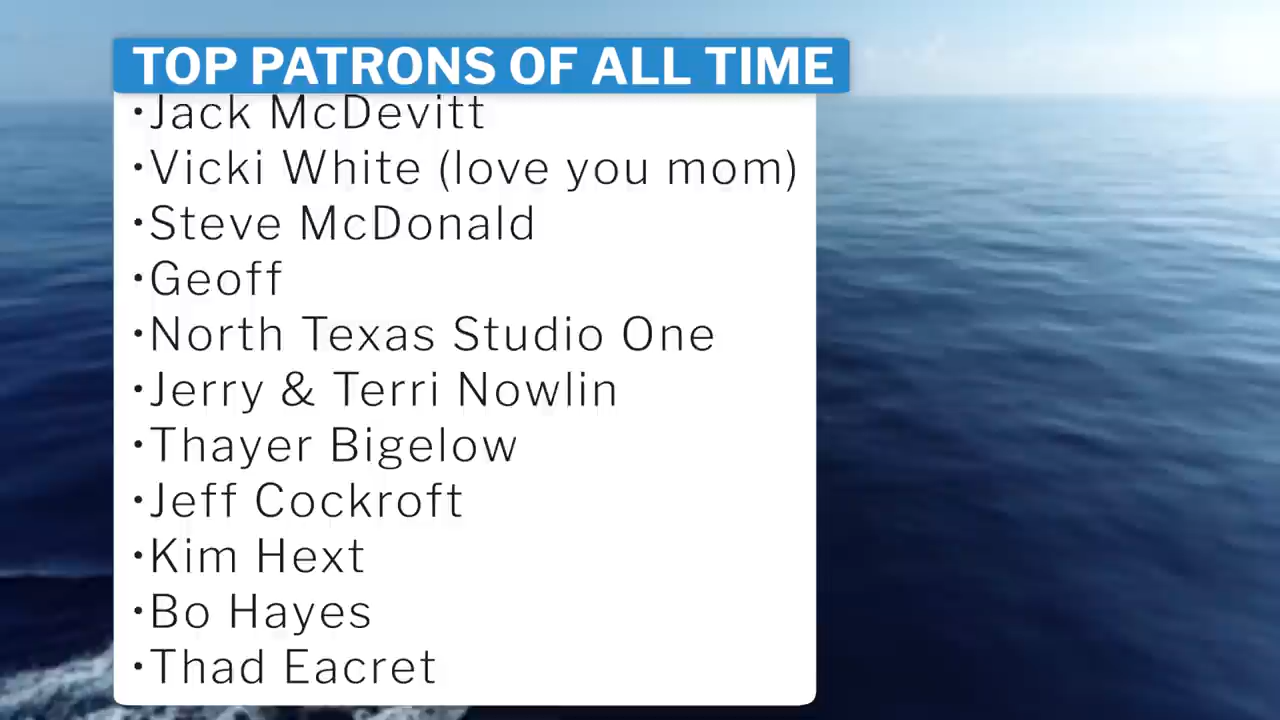 TOP PATRONS OF ALL TIME
•Jack McDevitt
•Vicki White (love you mom)
•Steve McDonald
•Geoff
•North Texas Studio One
•Jerry & Terri Nowlin
•Thayer Bigelow
•Jeff Cockroft
•Kim Hext
•Bo Hayes
•Thad Eacret